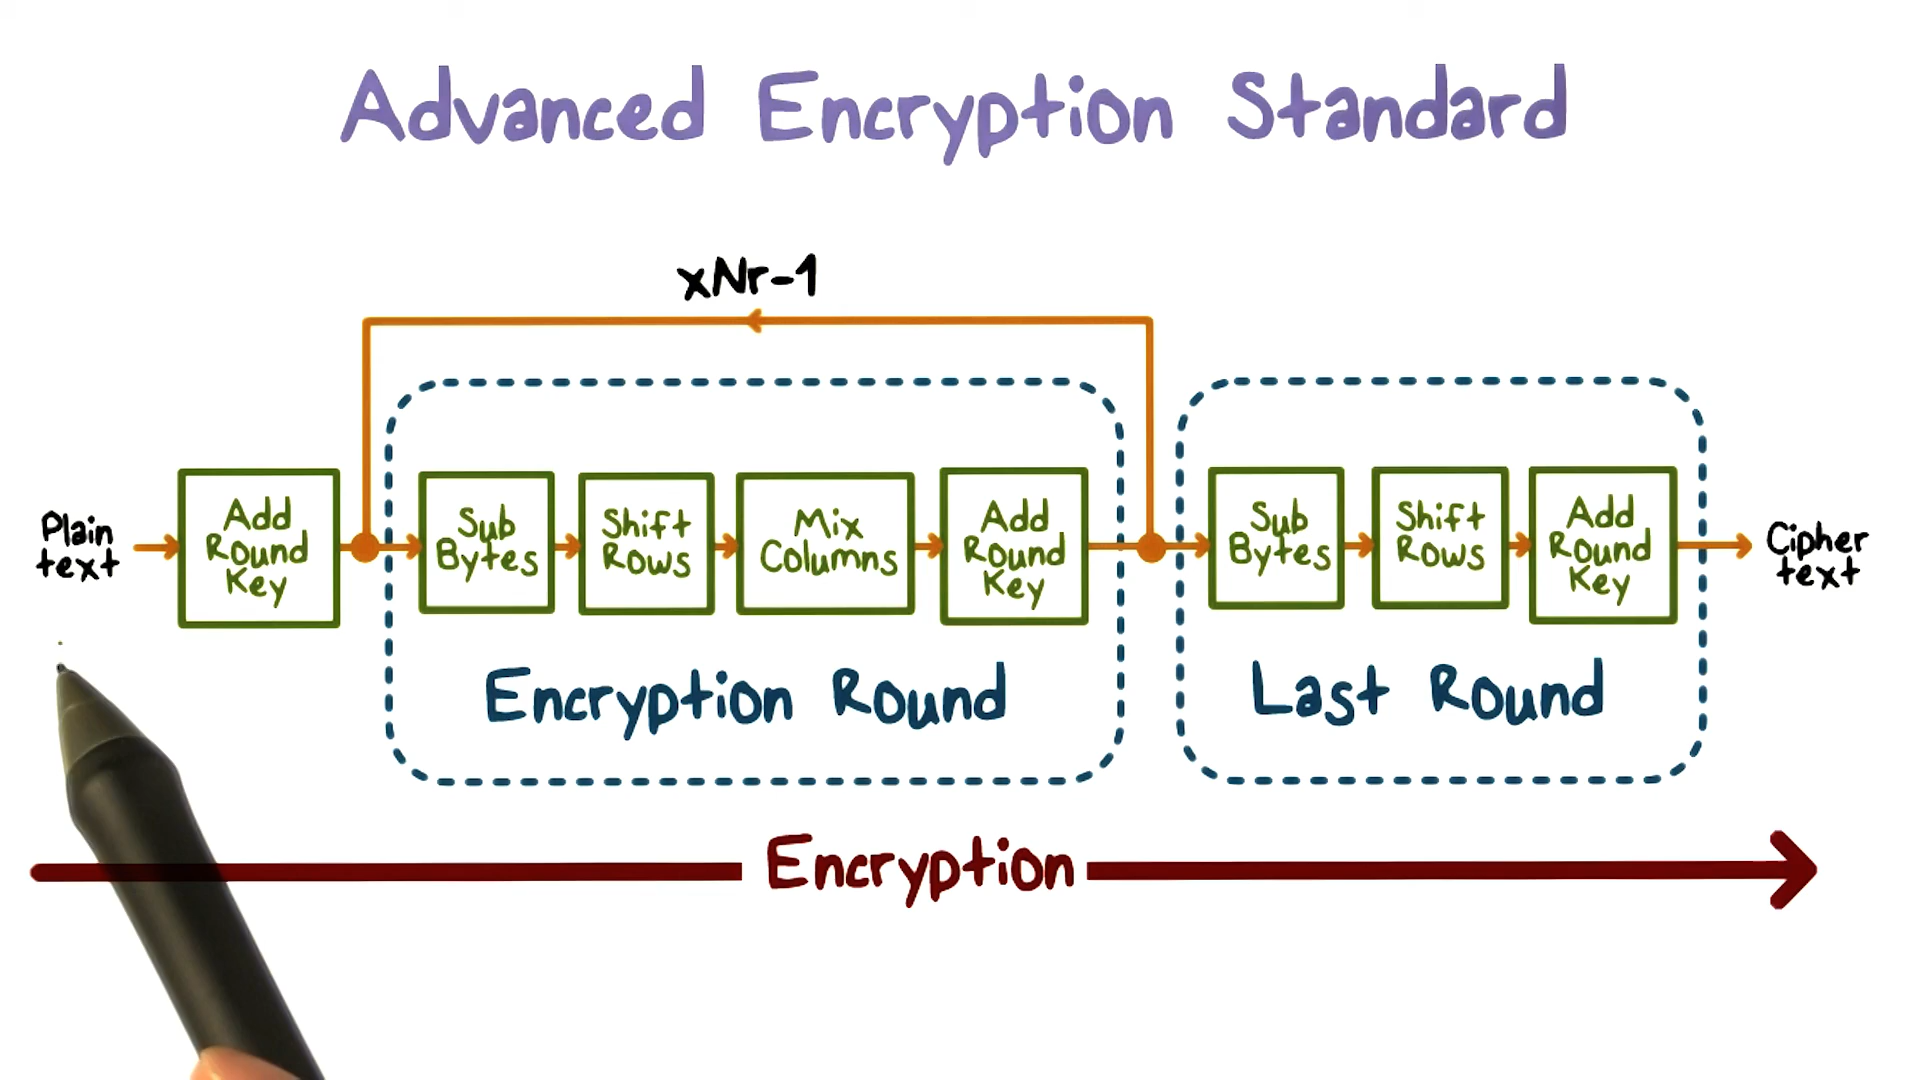 Advanced Encryption Standard
xNr-1
Plain
text
Add
Round
Key
Sub
Bytes
Shift
Rows
Mix
Columns
Add
Round
Key
Encryption Round
Sub
Bytes
Shift
Rows
Add
Round
Key
Last Round
Cipher
text
Encryption